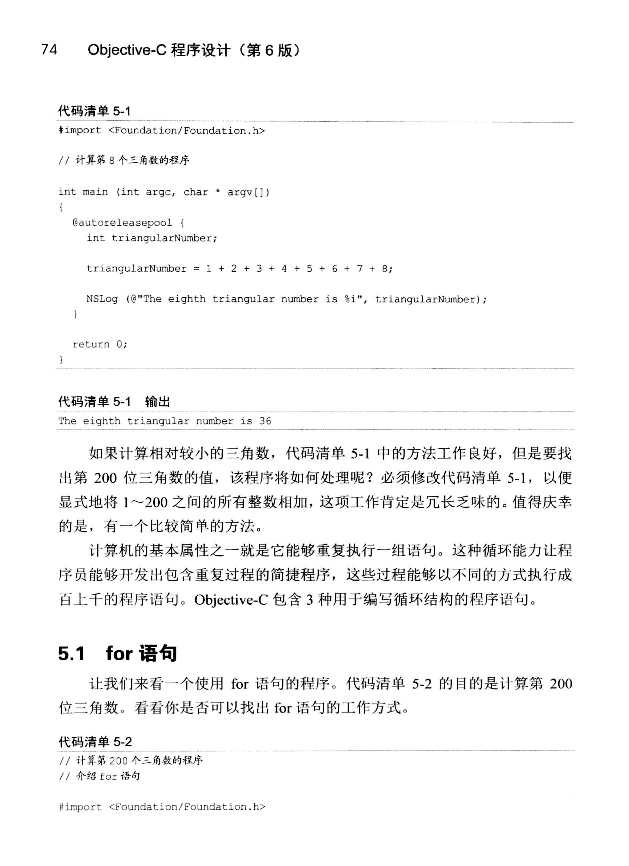 74 Objective-C 程序设计（第 6 版）
代码清单 5-1
#import <Foundation/Foundation.h>
// 计算第 8 个三角数的程序
int main (int argc, char * argv[])
{
@autoreleasepool {
int triangularNumber;
triangularNumber = 1 + 2 + 3 + 4 + 5 + 6 + 7 + 8;
NSLog (@"The eighth triangular number is %i", triangularNumber);
}
return 0;
}
代码清单 5-1 输出
The eighth triangular number is 36
如果计算相对较小的三角数，代码清单 5-1 中的方法工作良好，但是要找
出第 200 位三角数的值，该程序将如何处理呢？必须修改代码清单 5-1，以便
显式地将 1～200 之间的所有整数相加，这项工作肯定是冗长乏味的。值得庆幸
的是，有一个比较简单的方法。
计算机的基本属性之一就是它能够重复执行一组语句。这种循环能力让程
序员能够开发出包含重复过程的简捷程序，这些过程能够以不同的方式执行成
百上千的程序语句。Objective-C 包含 3 种用于编写循环结构的程序语句。
5.1 for 语句
让我们来看一个使用 for 语句的程序。代码清单 5-2 的目的是计算第 200
位三角数。看看你是否可以找出 for 语句的工作方式。
代码清单 5-2
// 计算第 200 个三角数的程序
// 介绍 for 语句
#import <Foundation/Foundation.h>